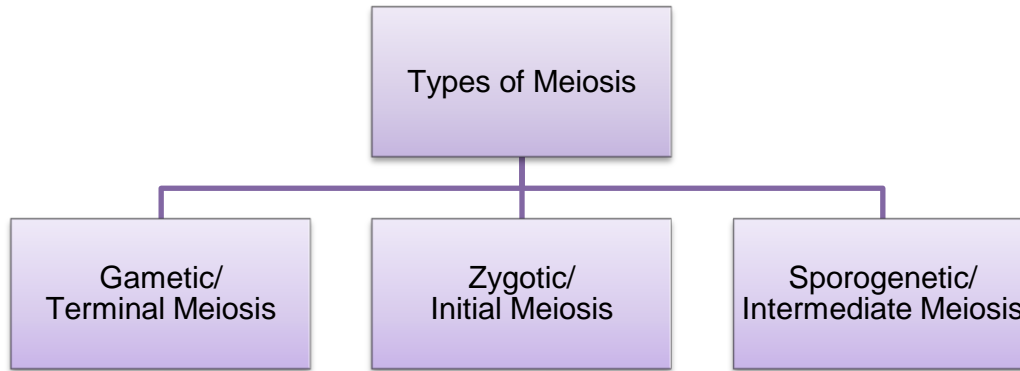 Types of Meiosis
Gametic/
Terminal Meiosis
Zygotic/
Initial Meiosis
Sporogenetic/
Intermediate Meiosis